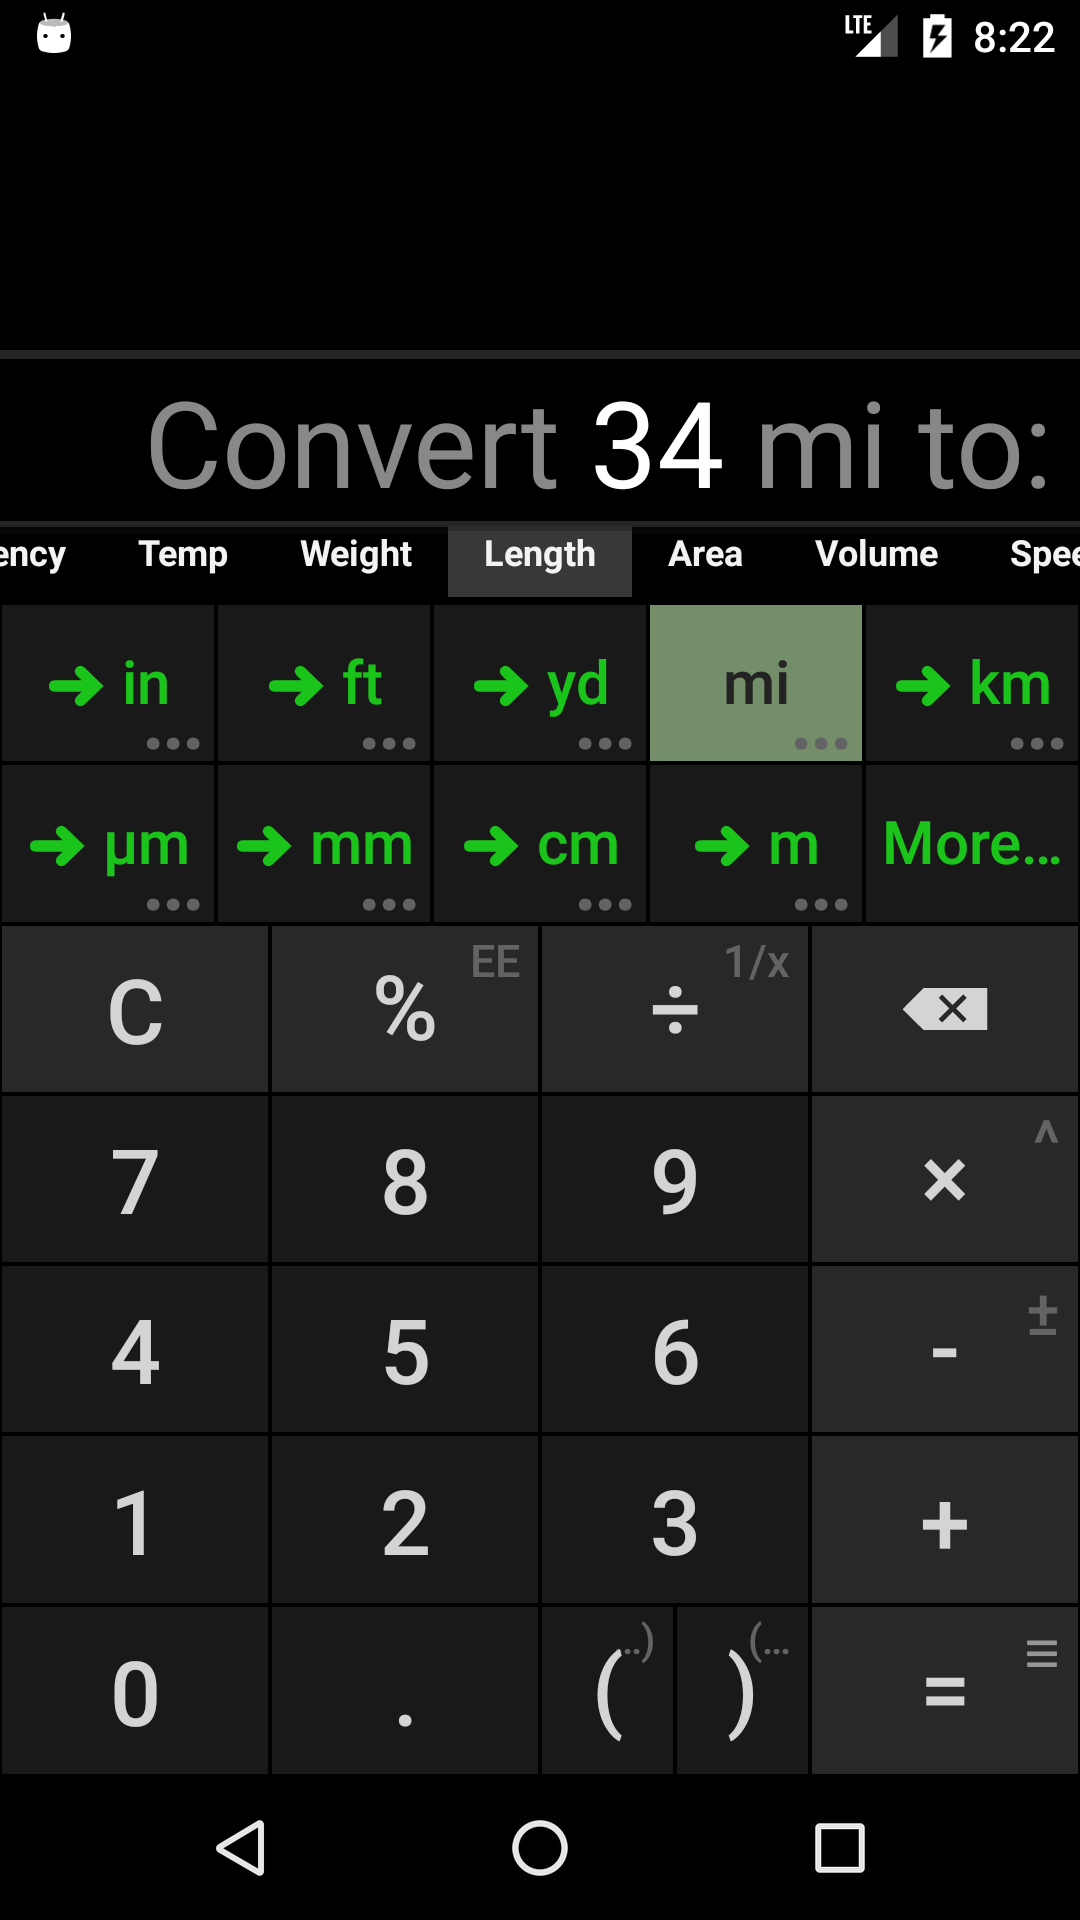 LTE 8:22
Convert 34 mi to:
ency Temp Weight Length Area Volume Spee
in ft yd mi km
µm mm cm m More...
C % EE ÷ 1/x
7 8 9 × ^
4 5 6 - ±
1 2 3 +
0 . ( ..) ) (... =